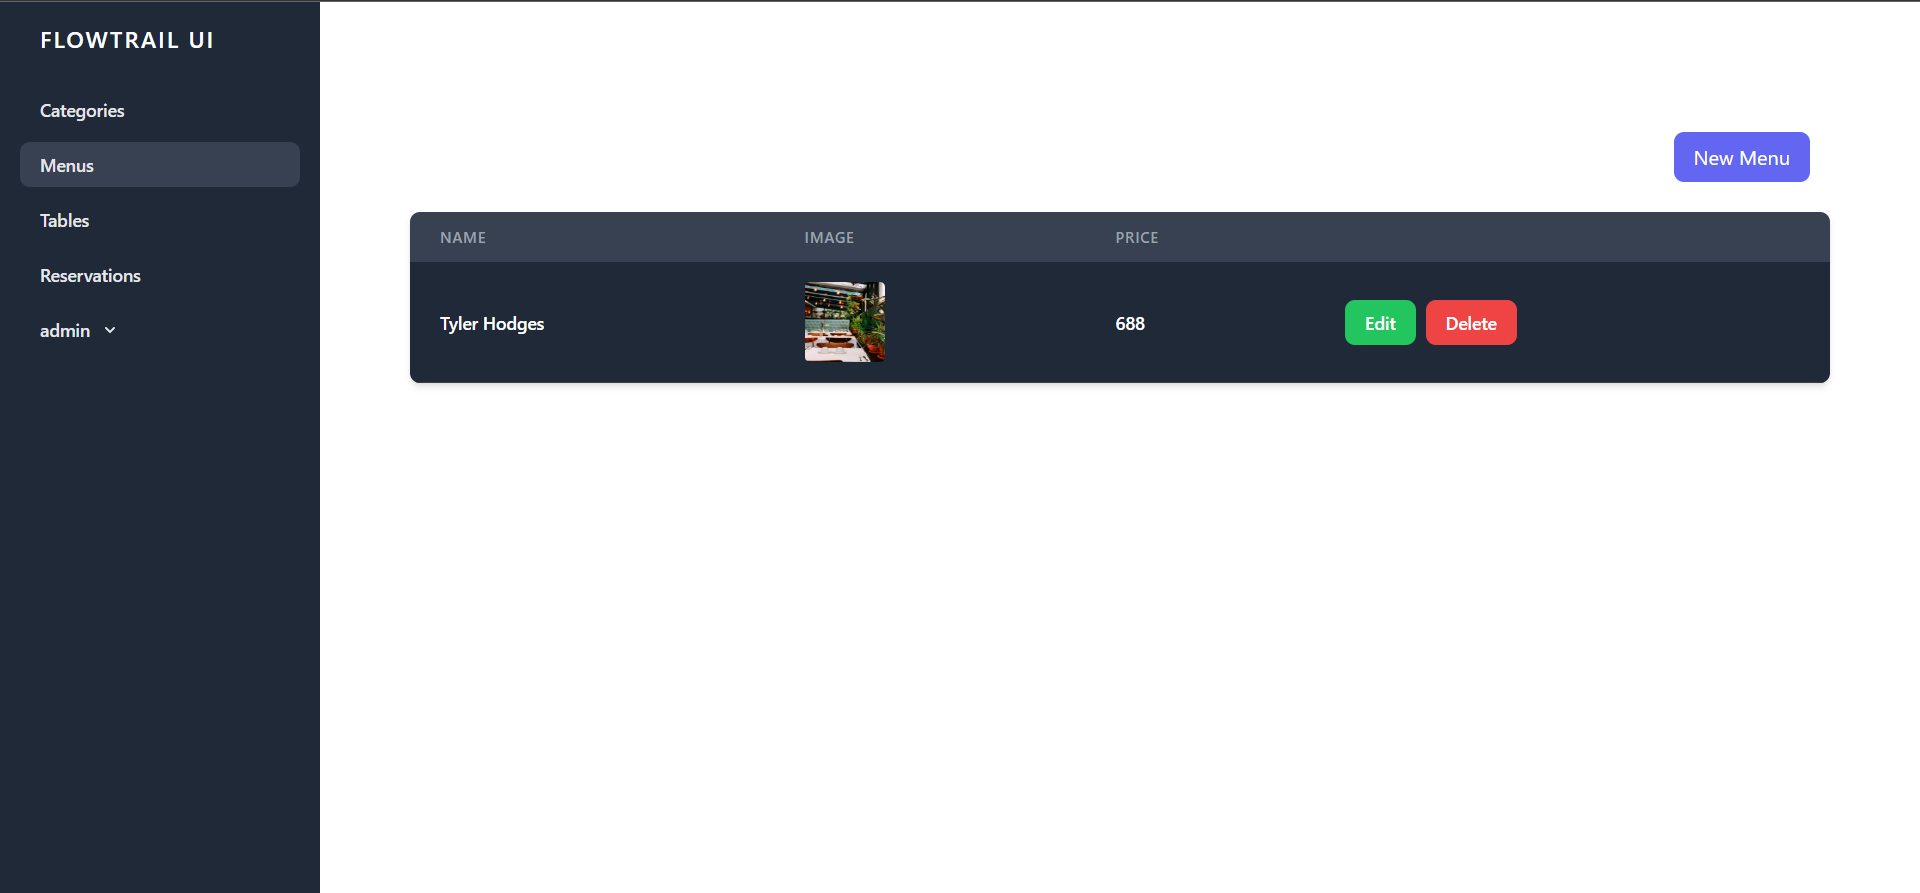 FLOWTRAIL UI
Categories
Menus
Tables
Reservations
admin
New Menu
NAME IMAGE PRICE
Tyler Hodges 688 Edit Delete